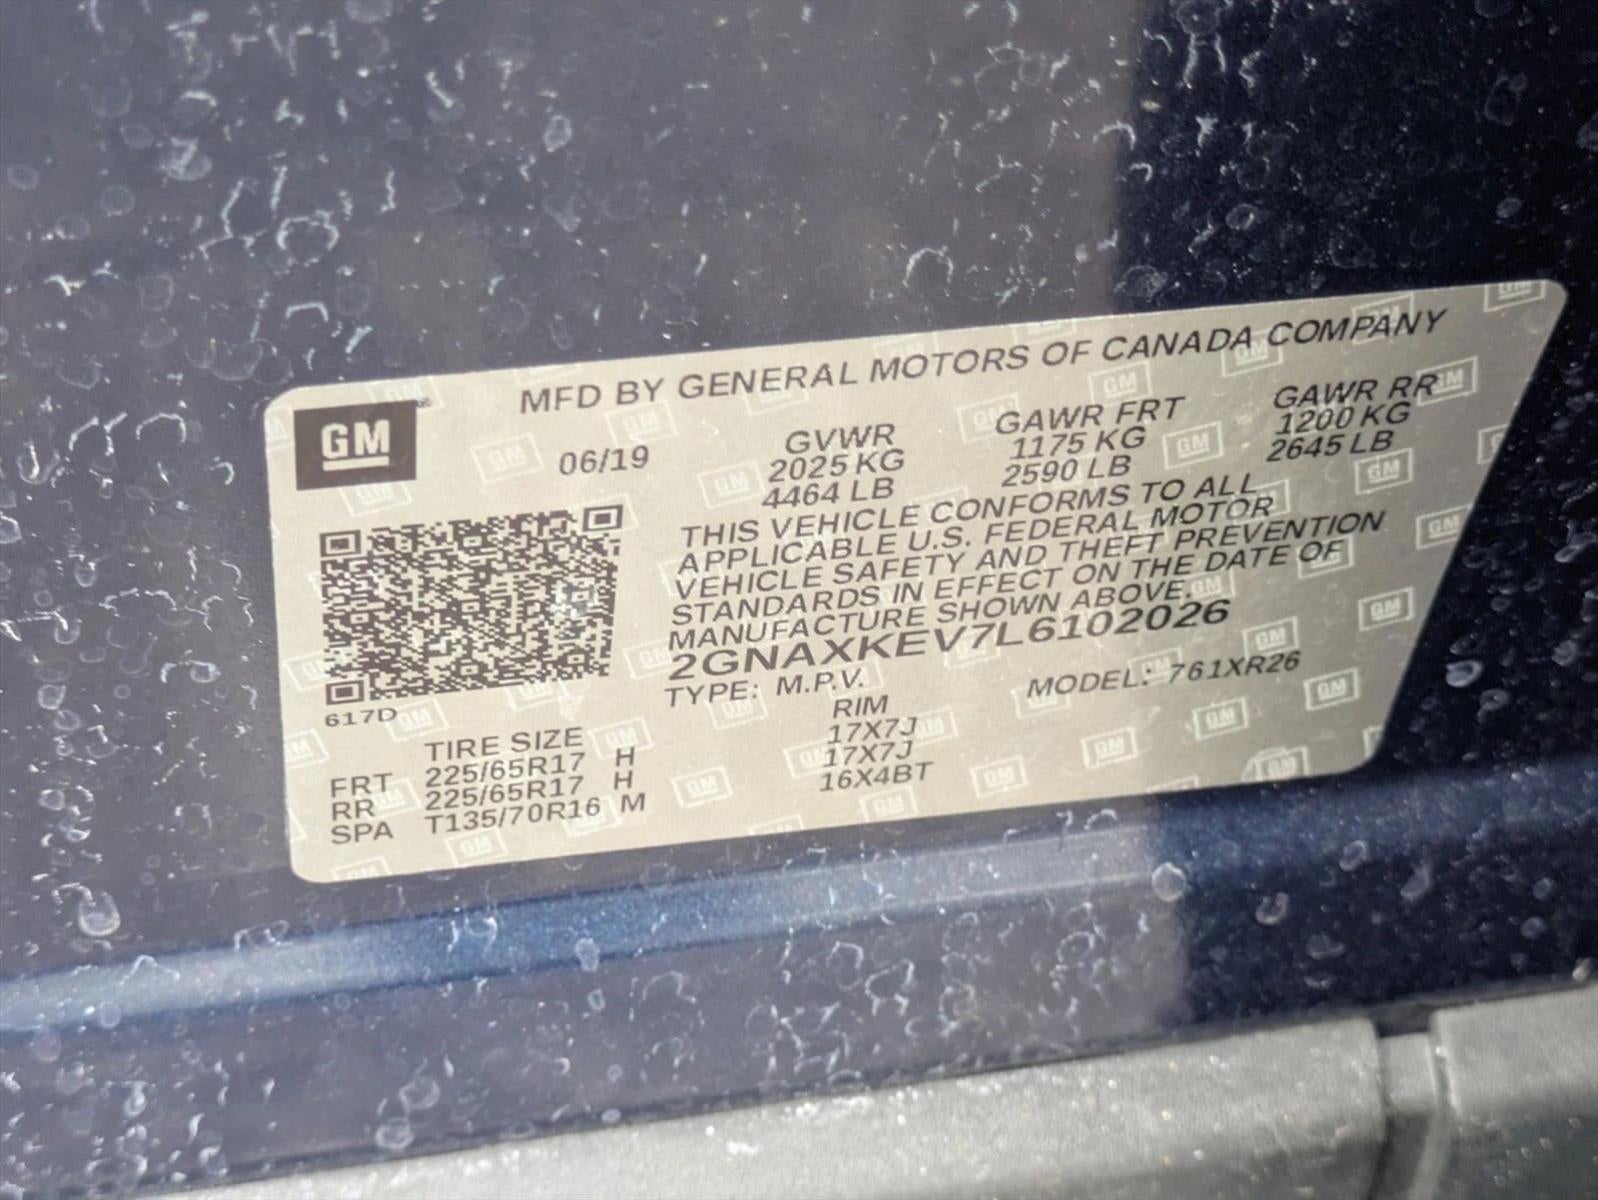 MFD BY GENERAL MOTORS OF CANADA COMPANY
GM
06/19
GVWR GAWR FRT GAWR RR
2025 KG 1175 KG 1200 KG
4464 LB 2590 LB 2645 LB
THIS VEHICLE CONFORMS TO ALL
APPLICABLE U.S. FEDERAL MOTOR
VEHICLE SAFETY AND THEFT PREVENTION
STANDARDS IN EFFECT ON THE DATE OF
MANUFACTURE SHOWN ABOVE.
2GNAXKEV7L6102026
TYPE: M.P.V. MODEL: 761XR26
617D
TIRE SIZE RIM
FRT 225/65R17 H 17X7J
RR 225/65R17 H 17X7J
SPA T135/70R16 M 16X4BT